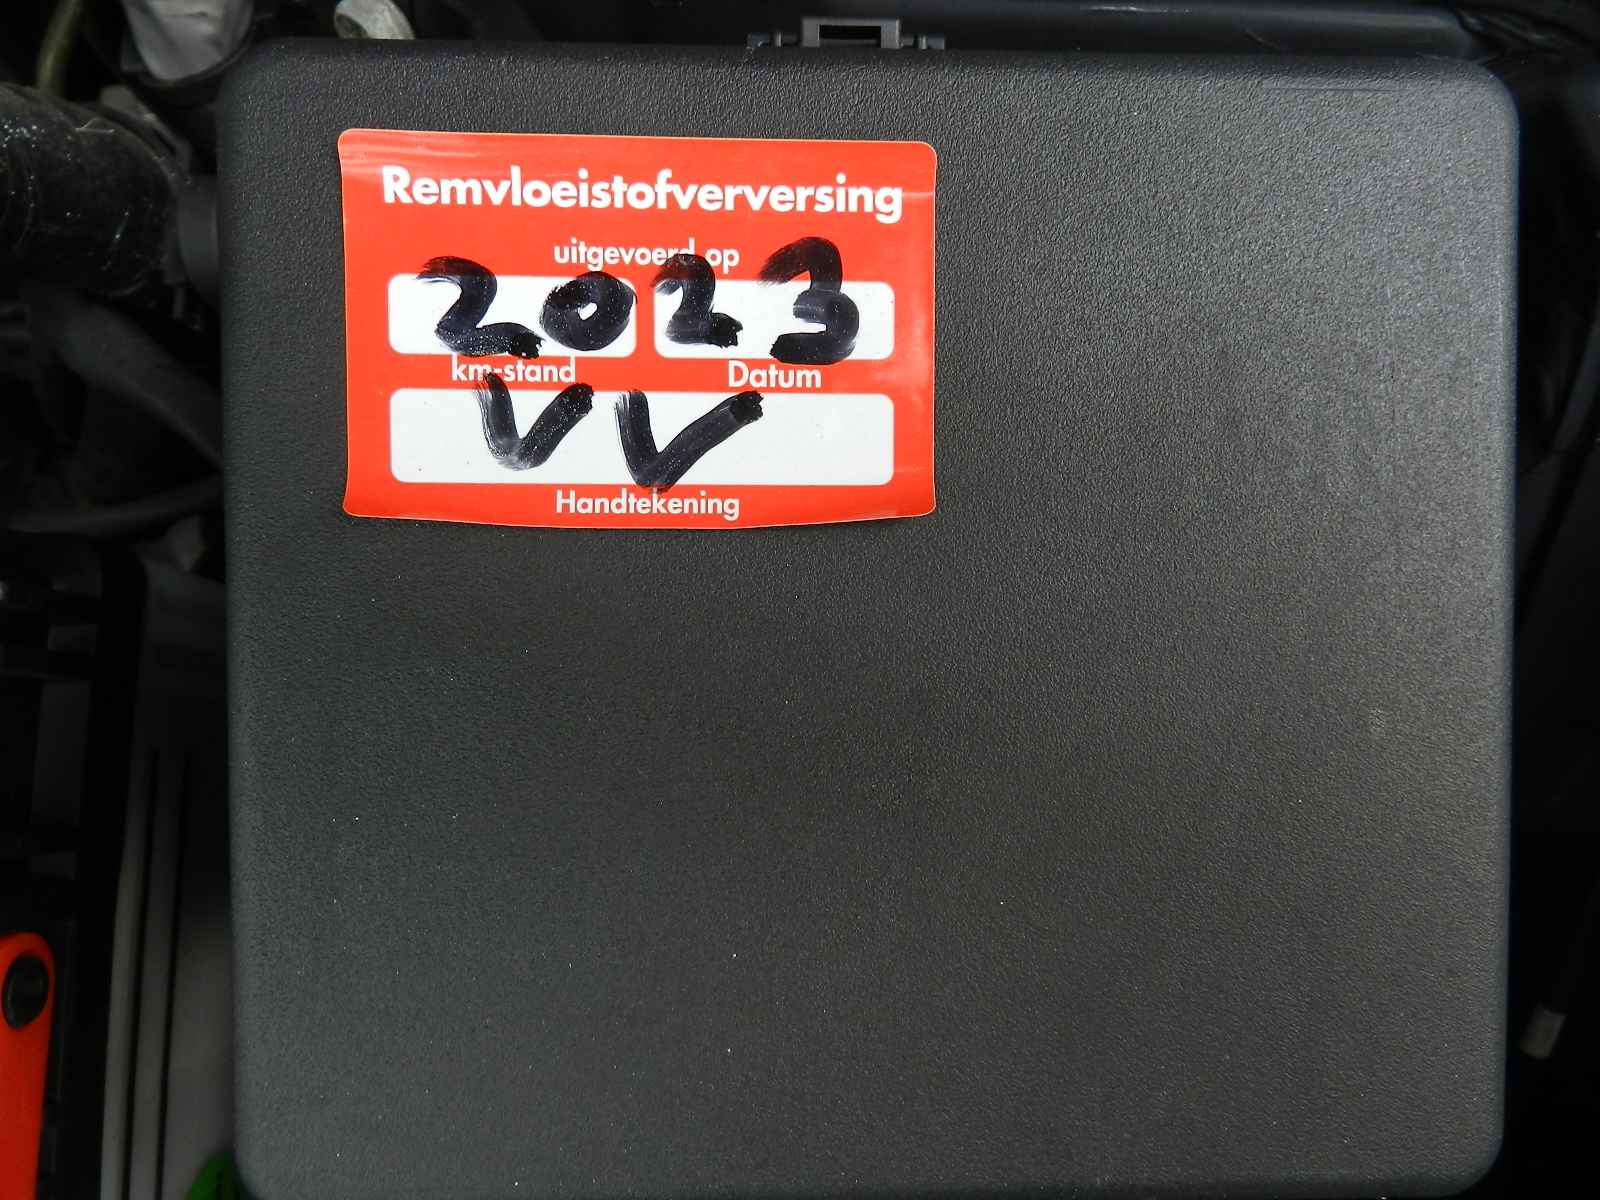 Remvloeistofverversing
uitgevoerd op
2023
km-stand Datum
VV
Handtekening